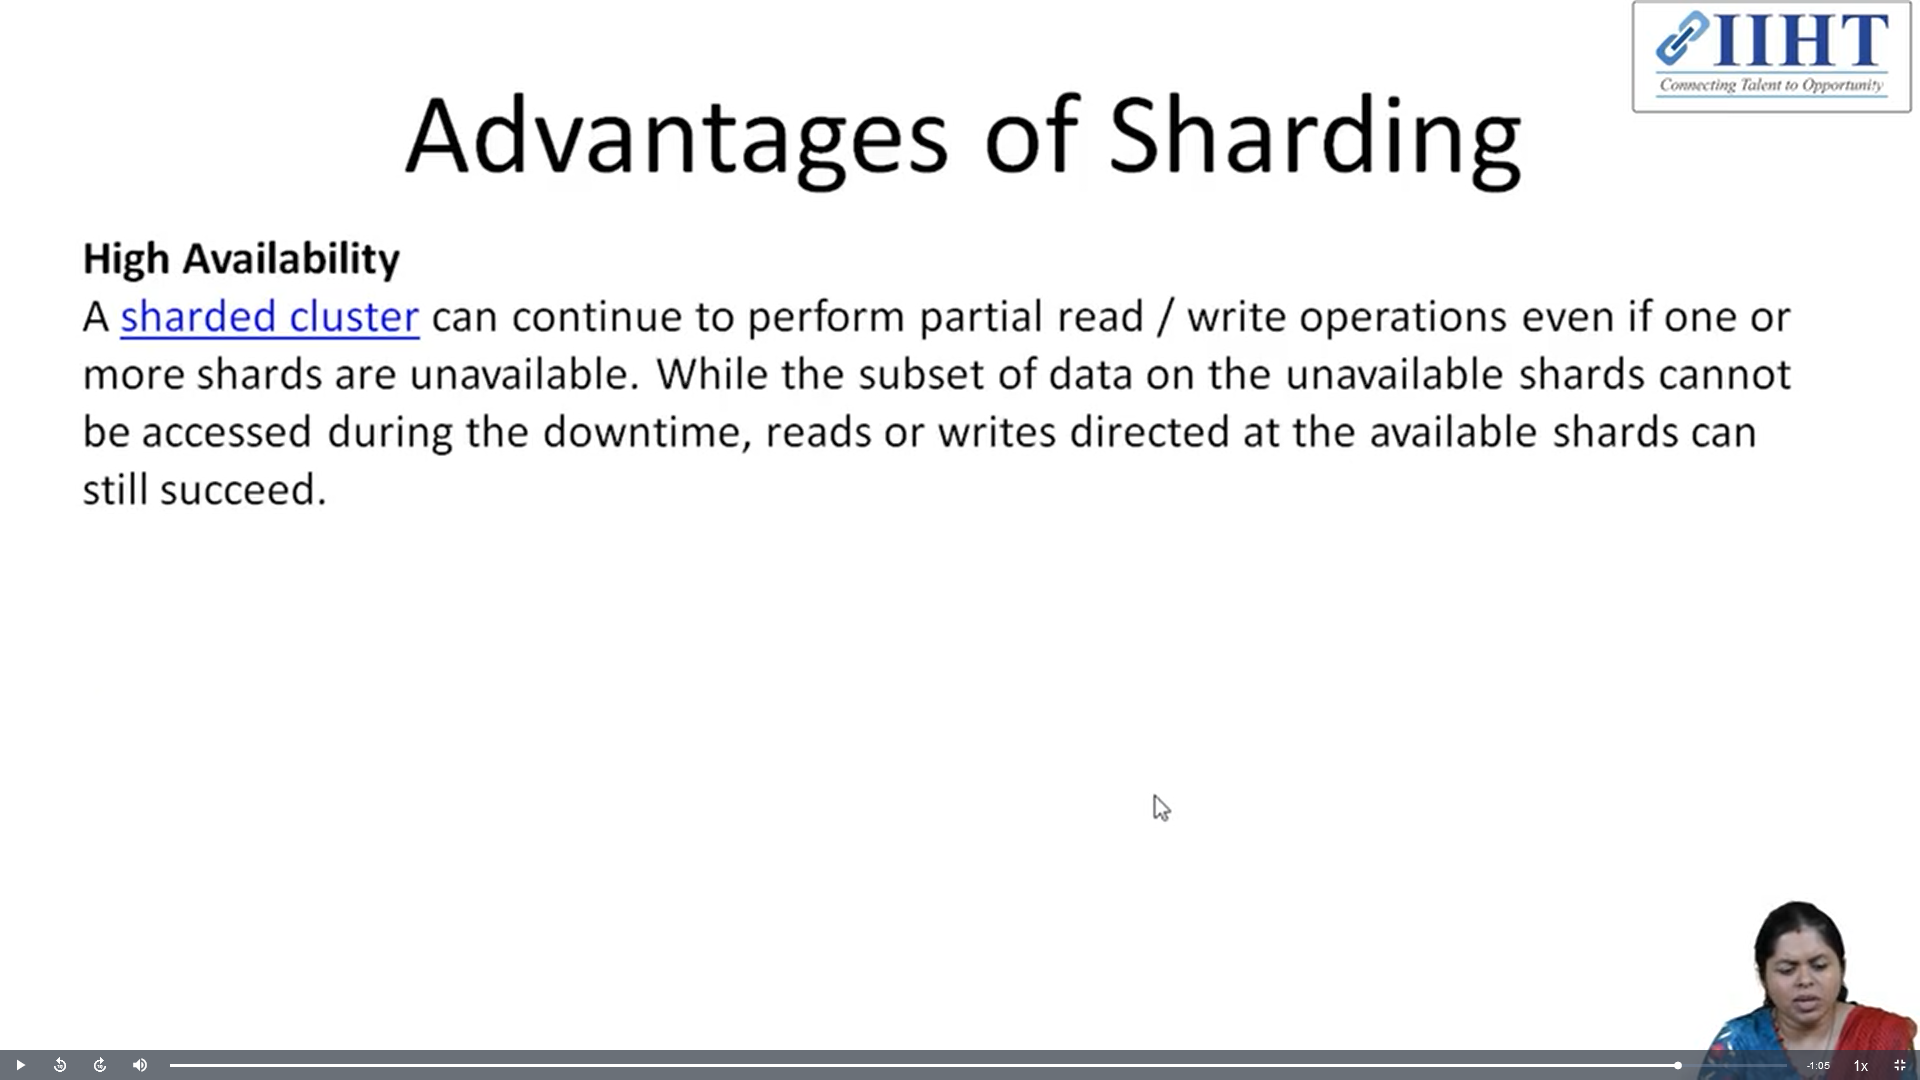 IIHT
Connecting Talent to Opportunity
Advantages of Sharding
High Availability
A sharded cluster can continue to perform partial read / write operations even if one or
more shards are unavailable. While the subset of data on the unavailable shards cannot
be accessed during the downtime, reads or writes directed at the available shards can
still succeed.
-1:05
1x